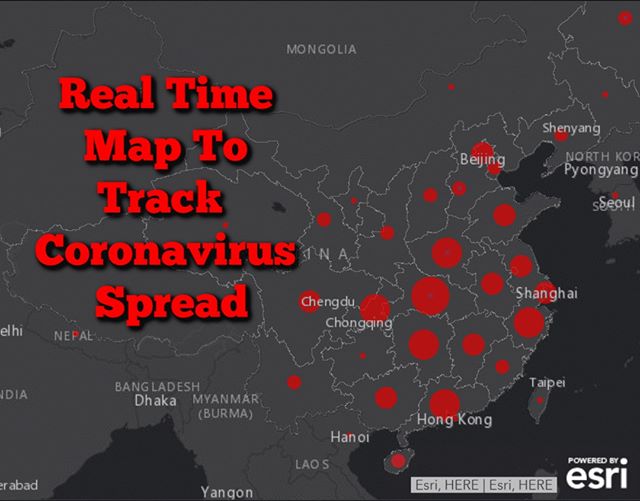 MONGOLIA
Real Time
Map To
Track
Coronavirus
Spread
Shenyang
Beijing
NORTH KOR
Pyongyang
Seoul
SOUTH
INA
Chengdu
Chongqing
Shanghai
elhi
NEPAL
NDIA
BANGLADESH
Dhaka
MYANMAR
(BURMA)
Taipei
Hong Kong
Hanoi
LAOS
erabad
Yangon
Esri, HERE | Esri, HERE
POWERED BY
esri